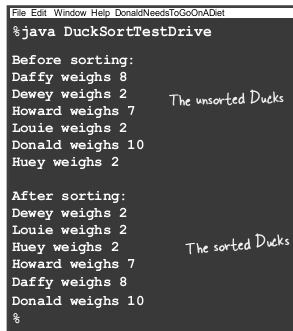 File Edit Window Help DonaldNeedsToGoOnADiet
%java DuckSortTestDrive
Before sorting:
Daffy weighs 8
Dewey weighs 2
Howard weighs 7
Louie weighs 2
Donald weighs 10
Huey weighs 2
The unsorted Ducks
After sorting:
Dewey weighs 2
Louie weighs 2
Huey weighs 2
Howard weighs 7
Daffy weighs 8
Donald weighs 10
%
The sorted Ducks